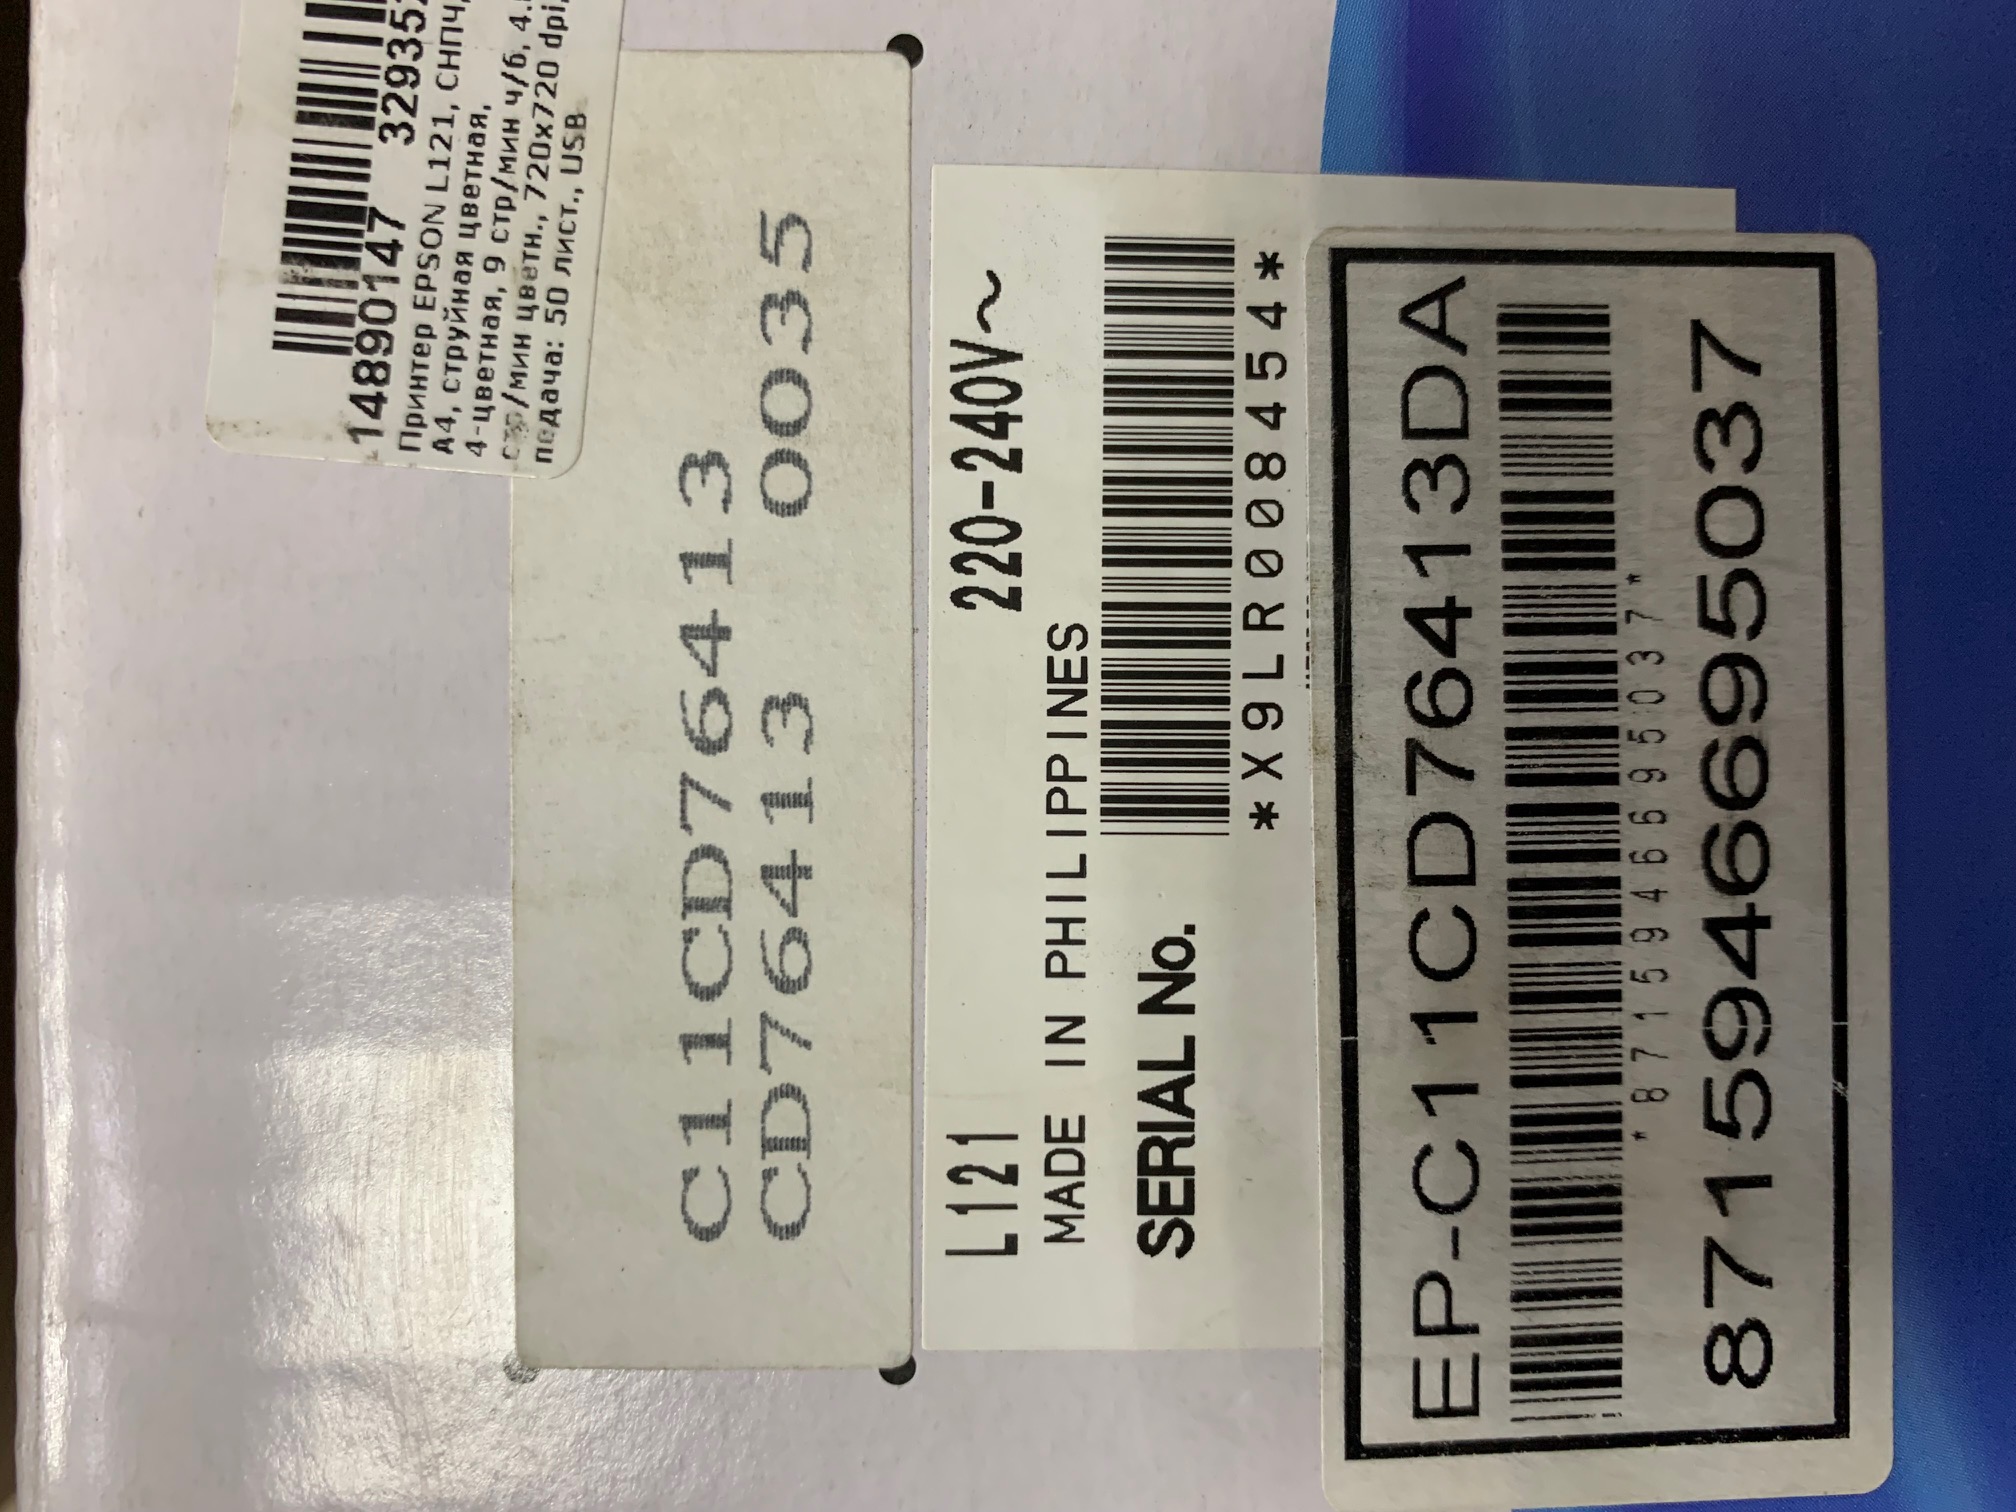 14890147 329352
Принтер EPSON L121, СНПЧ,
A4, струйная цветная,
4-цветная, 9 стр/мин ч/б, 4.
стр/мин цветн., 720x720 dpi,
подача: 50 лист., USB
C11CD76413
CD76413 0035
L121 220-240V~
MADE IN PHILIPPINES
SERIAL No.
*X9LR008454*
EP-C11CD76413DA
*8715946695037*
8715946695037